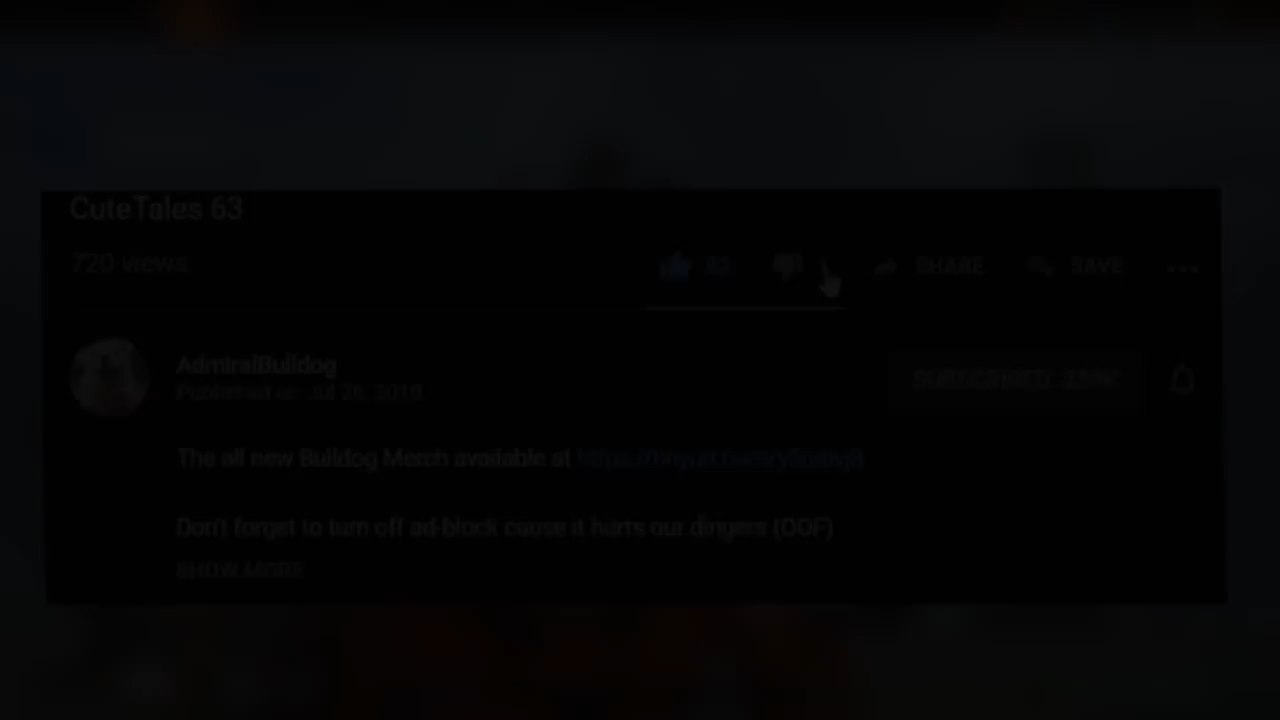 CuteTales 63
720 views
SHARE SAVE
AdmiralBulldog
Published on Jul 26, 2019
SUBSCRIBED
The all new Bulldog Merch available at
Don't forget to turn off ad-block cause it hurts our dingers (DOF)
SHOW MORE